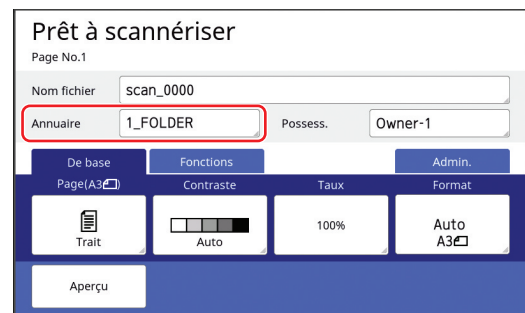 Prêt à scannériser
Page No.1
Nom fichier scan_0000
Annuaire 1_FOLDER Possess. Owner-1
De base Fonctions Admin.
Page(A3) Contraste Taux Format
Trait Auto 100% Auto
A3
Aperçu